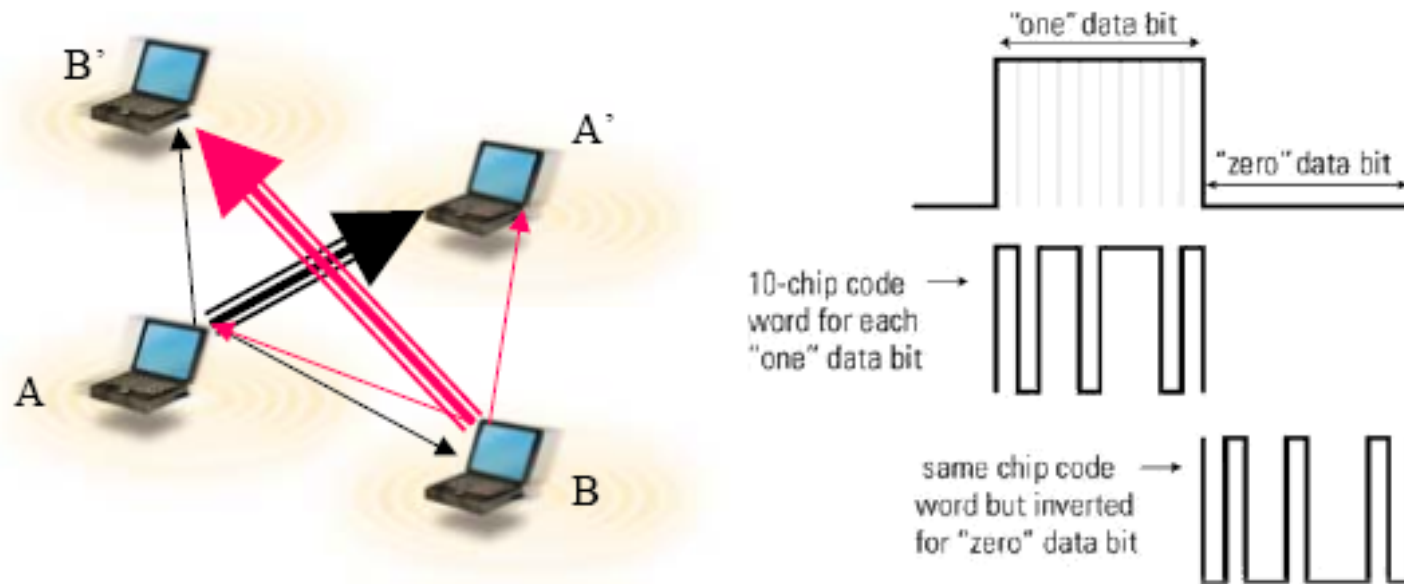 B’
A’
A
B
“one” data bit
“zero” data bit
10-chip code
word for each
“one” data bit
same chip code
word but inverted
for “zero” data bit